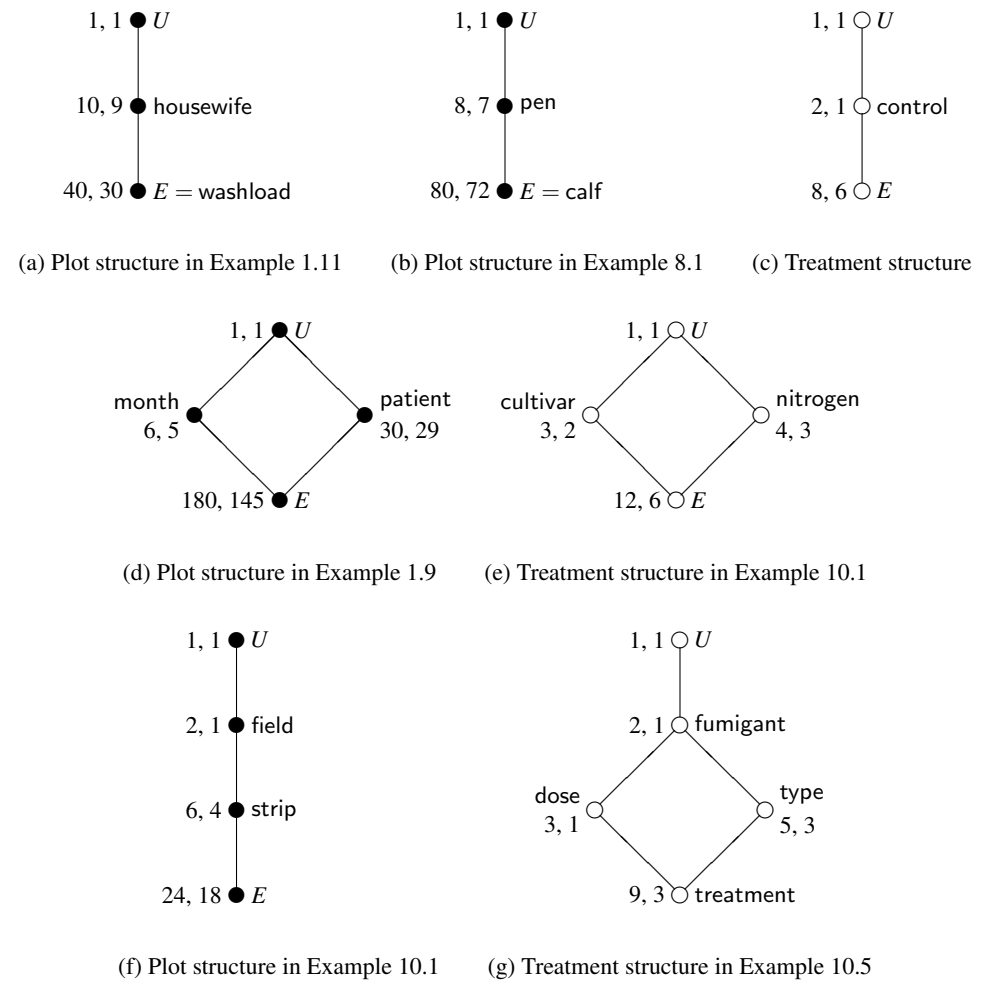 1, 1 U 1, 1 U 1, 1 U
10, 9 housewife 8, 7 pen 2, 1 control
40, 30 E = washload 80, 72 E = calf 8, 6 E
(a) Plot structure in Example 1.11 (b) Plot structure in Example 8.1 (c) Treatment structure
1, 1 U 1, 1 U
month patient cultivar nitrogen
6, 5 30, 29 3, 2 4, 3
180, 145 E 12, 6 E
(d) Plot structure in Example 1.9 (e) Treatment structure in Example 10.1
1, 1 U 1, 1 U
2, 1 field 2, 1 fumigant
dose type
6, 4 strip 3, 1 5, 3
24, 18 E 9, 3 treatment
(f) Plot structure in Example 10.1 (g) Treatment structure in Example 10.5